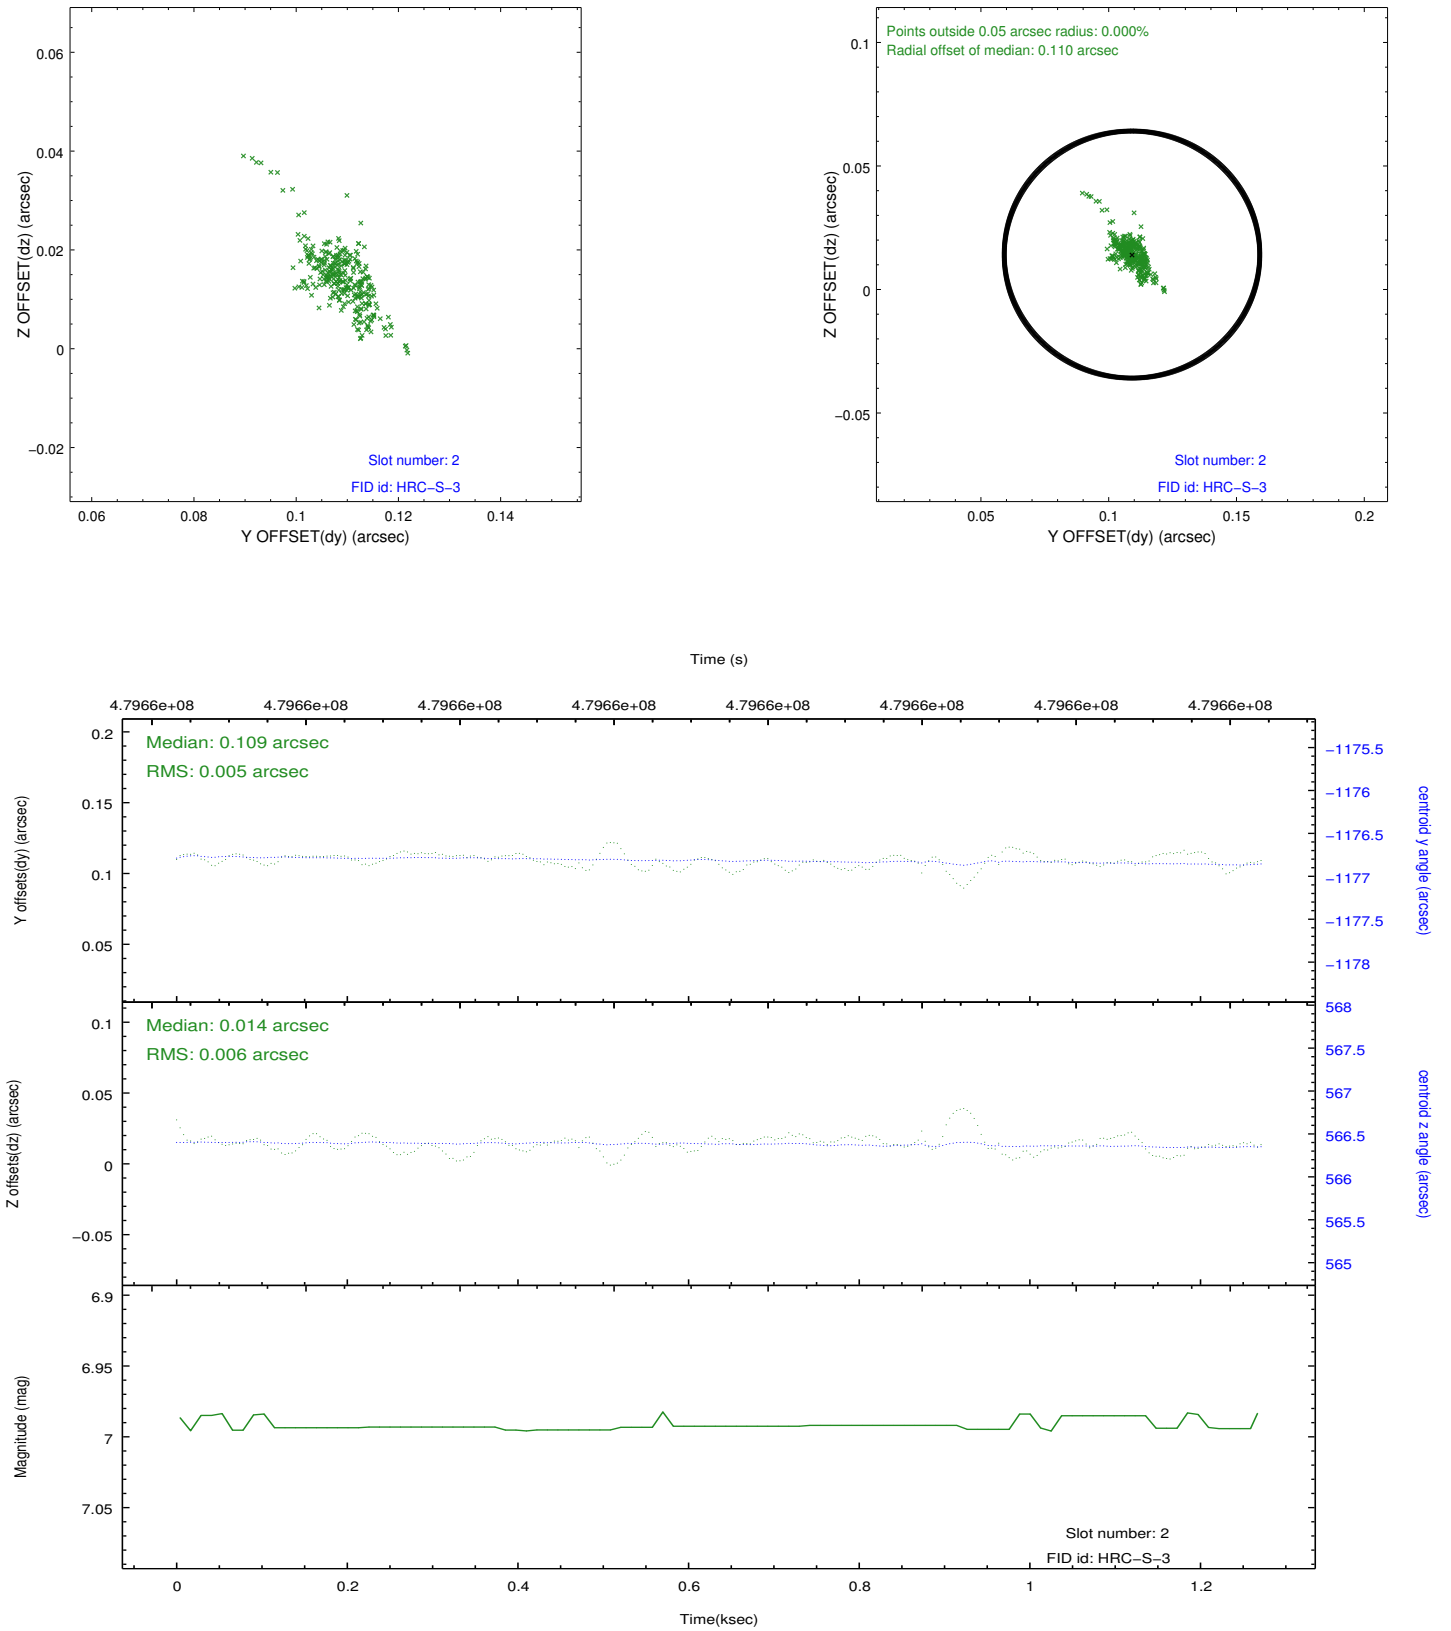 0.06
0.04
0.02
0
−0.02
Z OFFSET(dz) (arcsec)
Slot number: 2
FID id: HRC−S−3
0.06 0.08 0.1 0.12 0.14
Y OFFSET(dy) (arcsec)
Points outside 0.05 arcsec radius: 0.000%
Radial offset of median: 0.110 arcsec
0.1
0.05
0
−0.05
Z OFFSET(dz) (arcsec)
Slot number: 2
FID id: HRC−S−3
0.05 0.1 0.15 0.2
Y OFFSET(dy) (arcsec)
Time (s)
4.7966e+08 4.7966e+08 4.7966e+08 4.7966e+08 4.7966e+08 4.7966e+08 4.7966e+08 4.7966e+08
Median: 0.109 arcsec
RMS: 0.005 arcsec
0.2
0.15
0.1
0.05
Y offsets(dy) (arcsec)
−1175.5
−1176
−1176.5
−1177
−1177.5
−1178
centroid y angle (arcsec)
Median: 0.014 arcsec
RMS: 0.006 arcsec
0.1
0.05
0
−0.05
Z offsets(dz) (arcsec)
568
567.5
567
566.5
566
565.5
565
centroid z angle (arcsec)
6.9
6.95
7
7.05
Magnitude (mag)
Slot number: 2
FID id: HRC−S−3
0 0.2 0.4 0.6 0.8 1 1.2
Time(ksec)